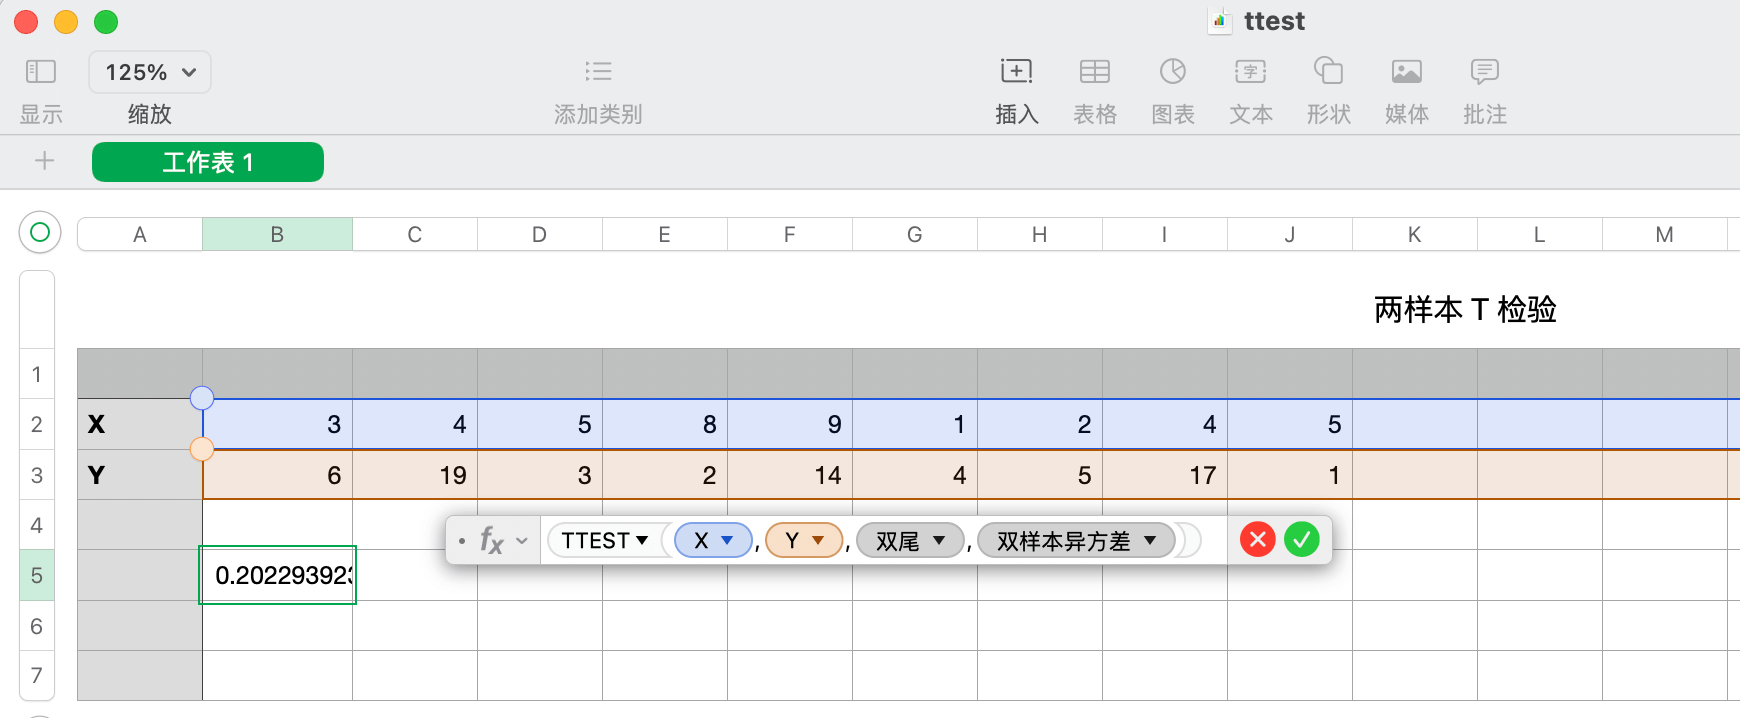 ttest
125%
显示 缩放 添加类别 插入 表格 图表 文本 形状 媒体 批注
工作表 1
A B C D E F G H I J K L M
两样本 T 检验
1
2 X 3 4 5 8 9 1 2 4 5
3 Y 6 19 3 2 14 4 5 17 1
4
fx TTEST ( X , Y , 双尾 , 双样本异方差 )
5 0.20229392
6
7